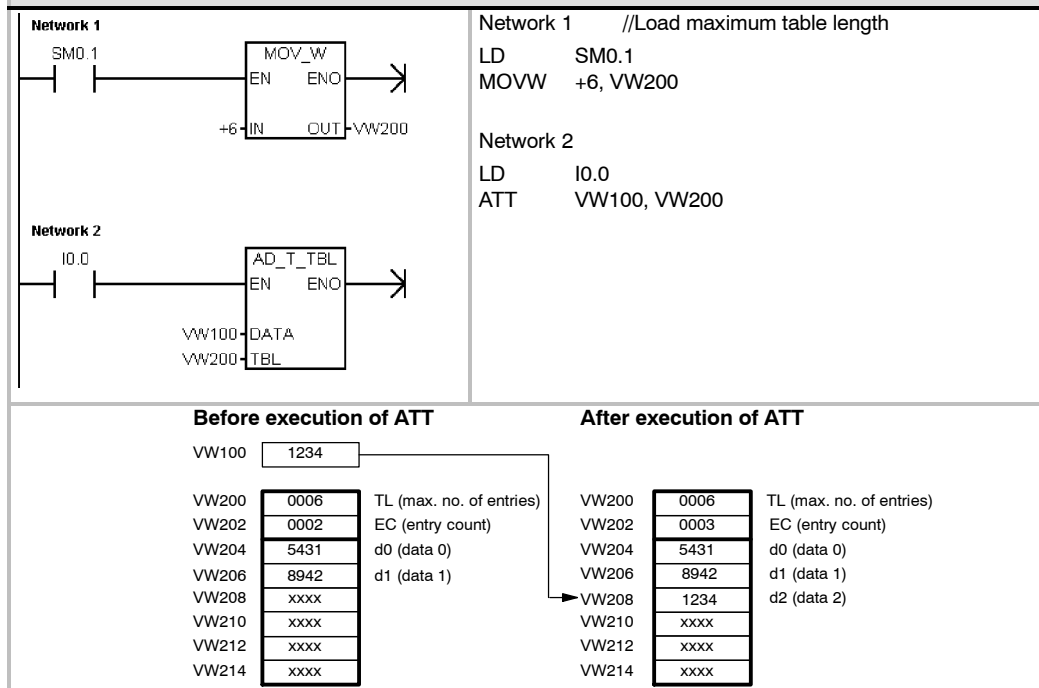 Network 1
SM0.1
MOV_W
EN ENO
+6 IN OUT VW200
Network 2
I0.0
AD_T_TBL
EN ENO
VW100 DATA
VW200 TBL
Network 1 //Load maximum table length
LD SM0.1
MOVW +6, VW200
Network 2
LD I0.0
ATT VW100, VW200
Before execution of ATT
VW100 1234
VW200 0006 TL (max. no. of entries)
VW202 0002 EC (entry count)
VW204 5431 d0 (data 0)
VW206 8942 d1 (data 1)
VW208 xxxx
VW210 xxxx
VW212 xxxx
VW214 xxxx
After execution of ATT
VW200 0006 TL (max. no. of entries)
VW202 0003 EC (entry count)
VW204 5431 d0 (data 0)
VW206 8942 d1 (data 1)
VW208 1234 d2 (data 2)
VW210 xxxx
VW212 xxxx
VW214 xxxx